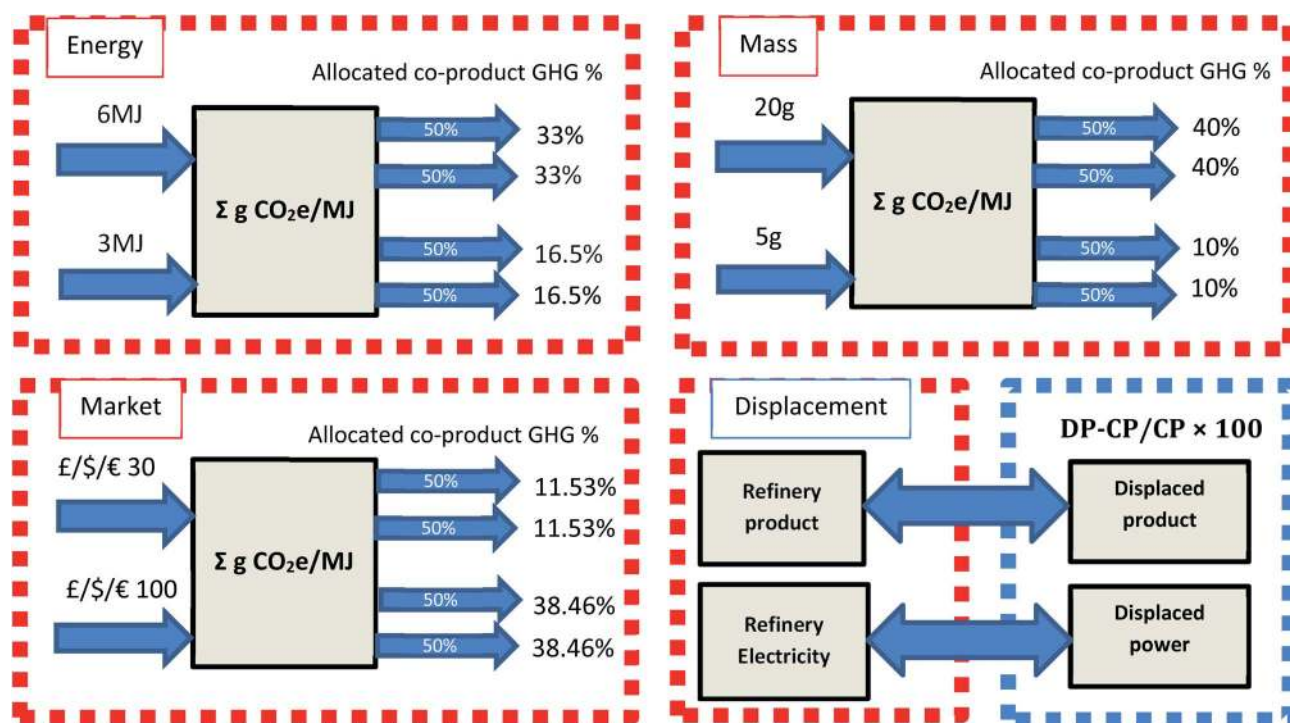 Energy
Allocated co-product GHG %
6MJ
3MJ
Σ g CO₂e/MJ
50%
50%
50%
50%
33%
33%
16.5%
16.5%
Mass
Allocated co-product GHG %
20g
5g
Σ g CO₂e/MJ
50%
50%
50%
50%
40%
40%
10%
10%
Market
Allocated co-product GHG %
£/$/€ 30
£/$/€ 100
Σ g CO₂e/MJ
50%
50%
50%
50%
11.53%
11.53%
38.46%
38.46%
Displacement
DP-CP/CP × 100
Refinery
product
Displaced
product
Refinery
Electricity
Displaced
power